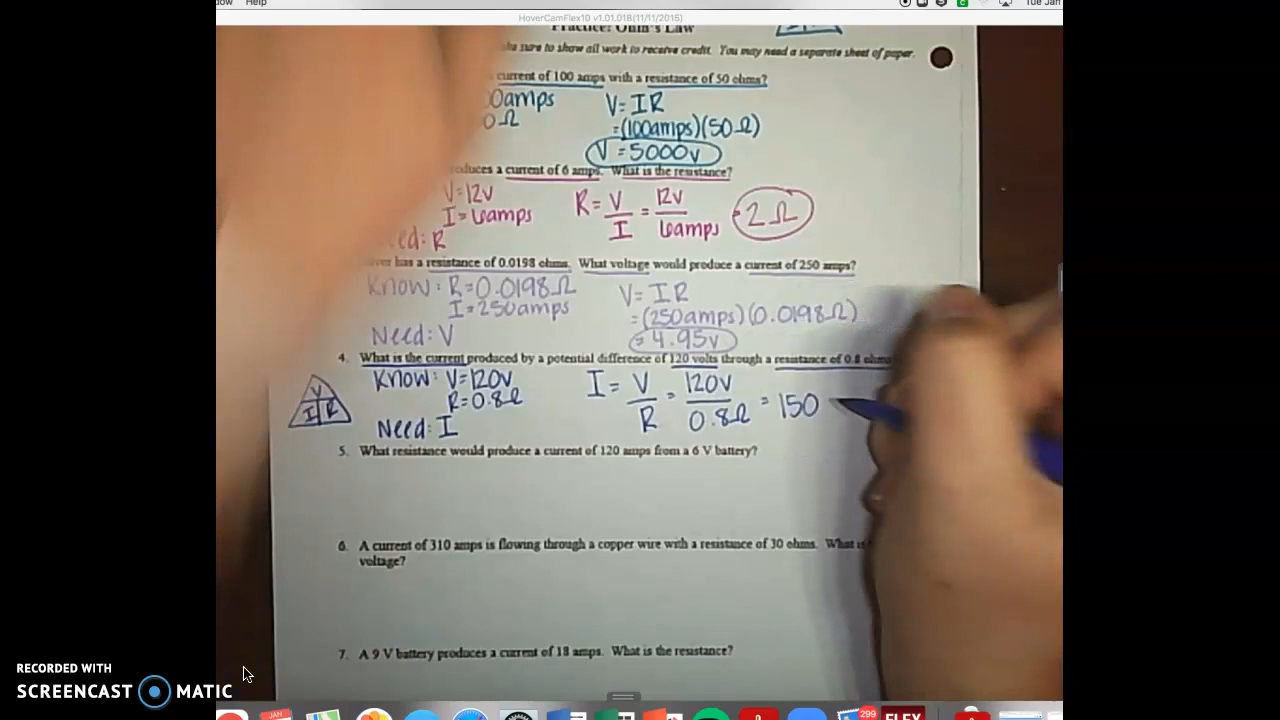 Help
Tue Jan
HoverCamFlex10 v1.01.018(11/11/2015)
Practice: Ohm's Law
sure to show all work to receive credit. You may need a separate sheet of paper.
current of 100 amps with a resistance of 50 ohms?
amps
Ω
V = IR
=(100amps)(50Ω)
V = 5000v
a current of 6 amps. What is the resistance?
V=12v
I = 6amps
R
R = V/I = 12v/6amps = 2Ω
has a resistance of 0.0198 ohms. What voltage would produce a current of 250 amps?
Know: R=0.0198Ω
I=250amps
Need: V
V= IR
=(250amps)(0.0198Ω)
= 4.95v
4. What is the current produced by a potential difference of 120 volts through a resistance of 0.8 ohms
Know: V=120v
R=0.8Ω
Need: I
I = V/R = 120v/0.8Ω = 150
V
I R
5. What resistance would produce a current of 120 amps from a 6 V battery?
6. A current of 310 amps is flowing through a copper wire with a resistance of 30 ohms. What is
voltage?
7. A 9 V battery produces a current of 18 amps. What is the resistance?
RECORDED WITH
SCREENCAST MATIC
JAN
299
FLEX